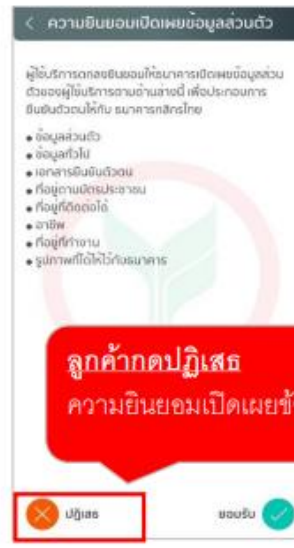 < ความยินยอมเปิดเผยข้อมูลส่วนตัว
ผู้ใช้บริการตกลงยินยอมให้ธนาคารเปิดเผยข้อมูลส่วน
ตัวของผู้ใช้บริการตามด้านล่างนี้ เพื่อประกอบการ
ยืนยันตัวตนให้กับ ธนาคารกสิกรไทย
• ข้อมูลส่วนตัว
• ข้อมูลทั่วไป
• เอกสารยืนยันตัวตน
• ที่อยู่ตามบัตรประชาชน
• ที่อยู่ที่ติดต่อได้
• อาชีพ
• ที่อยู่ที่ทำงาน
• รูปภาพที่ได้ให้ไว้กับธนาคาร
ลูกค้ากดปฏิเสธ
ความยินยอมเปิดเผยข้
ปฏิเสธ ยอมรับ